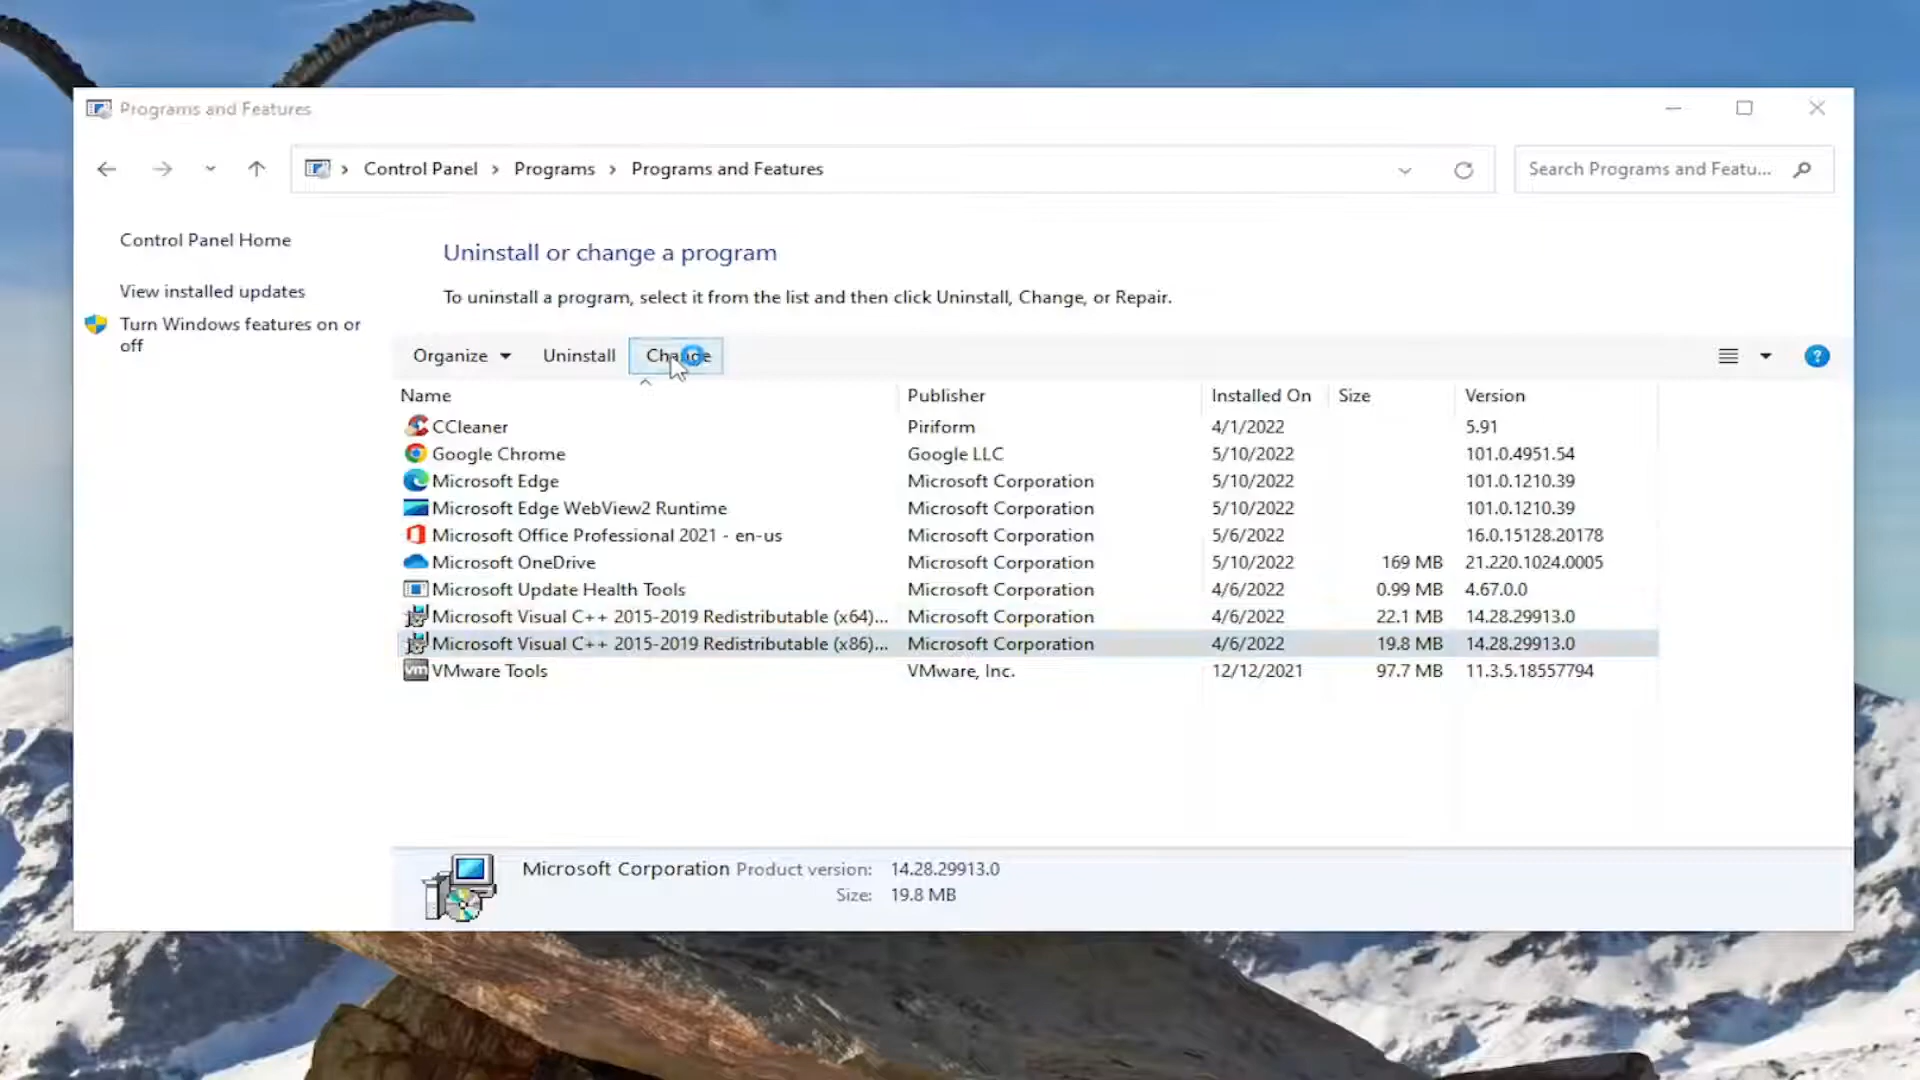 Programs and Features
Control Panel > Programs > Programs and Features
Search Programs and Featu...
Control Panel Home
View installed updates
Turn Windows features on or
off
Uninstall or change a program
To uninstall a program, select it from the list and then click Uninstall, Change, or Repair.
Organize Uninstall Change
Name Publisher Installed On Size Version
CCleaner Piriform 4/1/2022 5.91
Google Chrome Google LLC 5/10/2022 101.0.4951.54
Microsoft Edge Microsoft Corporation 5/10/2022 101.0.1210.39
Microsoft Edge WebView2 Runtime Microsoft Corporation 5/10/2022 101.0.1210.39
Microsoft Office Professional 2021 - en-us Microsoft Corporation 5/6/2022 16.0.15128.20178
Microsoft OneDrive Microsoft Corporation 5/10/2022 169 MB 21.220.1024.0005
Microsoft Update Health Tools Microsoft Corporation 4/6/2022 0.99 MB 4.67.0.0
Microsoft Visual C++ 2015-2019 Redistributable (x64)... Microsoft Corporation 4/6/2022 22.1 MB 14.28.29913.0
Microsoft Visual C++ 2015-2019 Redistributable (x86)... Microsoft Corporation 4/6/2022 19.8 MB 14.28.29913.0
vm VMware Tools VMware, Inc. 12/12/2021 97.7 MB 11.3.5.18557794
Microsoft Corporation Product version: 14.28.29913.0
Size: 19.8 MB